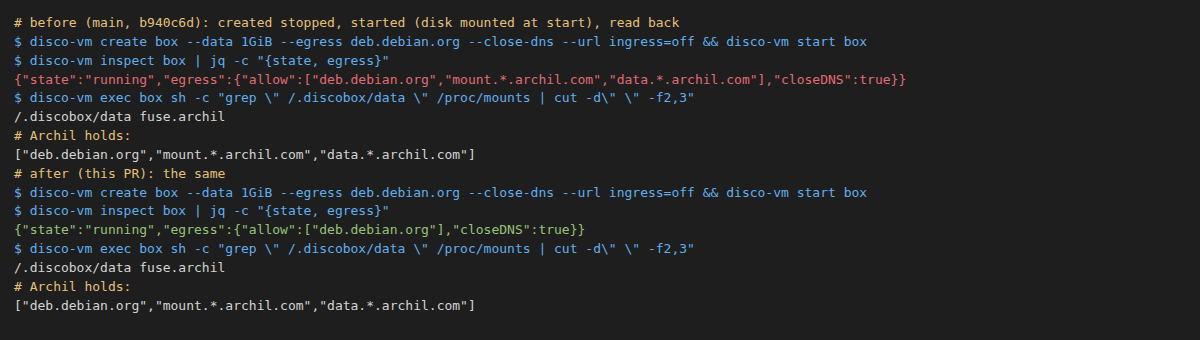 # before (main, b940c6d): created stopped, started (disk mounted at start), read back
$ disco-vm create box --data 1GiB --egress deb.debian.org --close-dns --url ingress=off && disco-vm start box
$ disco-vm inspect box | jq -c "{state, egress}"
{"state":"running","egress":{"allow":["deb.debian.org","mount.*.archil.com","data.*.archil.com"],"closeDNS":true}}
$ disco-vm exec box sh -c "grep \" /.discobox/data \" /proc/mounts | cut -d\" \" -f2,3"
/.discobox/data fuse.archil
# Archil holds:
["deb.debian.org","mount.*.archil.com","data.*.archil.com"]
# after (this PR): the same
$ disco-vm create box --data 1GiB --egress deb.debian.org --close-dns --url ingress=off && disco-vm start box
$ disco-vm inspect box | jq -c "{state, egress}"
{"state":"running","egress":{"allow":["deb.debian.org"],"closeDNS":true}}
$ disco-vm exec box sh -c "grep \" /.discobox/data \" /proc/mounts | cut -d\" \" -f2,3"
/.discobox/data fuse.archil
# Archil holds:
["deb.debian.org","mount.*.archil.com","data.*.archil.com"]